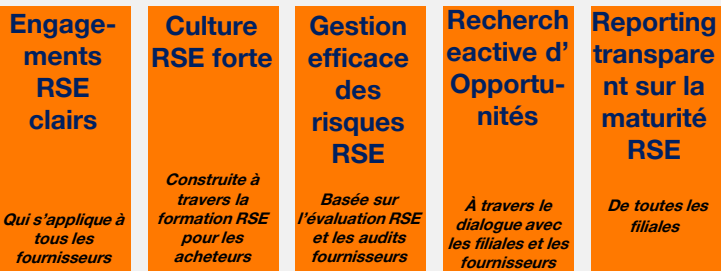 Engage-
ments
RSE
clairs
Qui s’applique à
tous les
fournisseurs
Culture
RSE forte
Construite à
travers la
formation RSE
pour les
acheteurs
Gestion
efficace
des
risques
RSE
Basée sur
l’évaluation RSE
et les audits
fournisseurs
Recherch
eactive d’
Opportu-
nités
À travers le
dialogue avec
les filiales et les
fournisseurs
Reporting
transpare
nt sur la
maturité
RSE
De toutes les
filiales